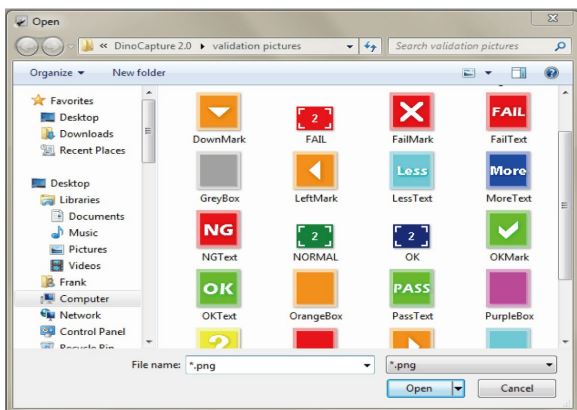 Open
« DinoCapture 2.0 ▸ validation pictures
Search validation pictures
Organize
New folder
Favorites
Desktop
Downloads
Recent Places
Desktop
Libraries
Documents
Music
Pictures
Videos
Frank
Computer
Network
Control Panel
Recycle Bin
2
FAIL
DownMark
FAIL
FailMark
FailText
Less
More
GreyBox
LeftMark
LessText
MoreText
NG
2
2
NGText
NORMAL
OK
OKMark
OK
PASS
OKText
OrangeBox
PassText
PurpleBox
?
File name:
*.png
*.png
Open
Cancel